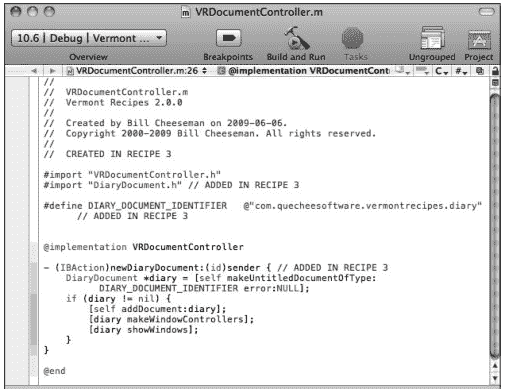 VRDocumentController.m
10.6 | Debug | Vermont ...
Overview
Breakpoints
Build and Run
Tasks
Ungrouped
Project
VRDocumentController.m:26
@implementation VRDocumentCont
C
#
//
//  VRDocumentController.m
//  Vermont Recipes 2.0.0
//
//  Created by Bill Cheeseman on 2009-06-06.
//  Copyright 2000-2009 Bill Cheeseman. All rights reserved.
//
//  CREATED IN RECIPE 3
#import "VRDocumentController.h"
#import "DiaryDocument.h" // ADDED IN RECIPE 3
#define DIARY_DOCUMENT_IDENTIFIER   @"com.quecheesoftware.vermontrecipes.diary"
// ADDED IN RECIPE 3
@implementation VRDocumentController
- (IBAction)newDiaryDocument:(id)sender { // ADDED IN RECIPE 3
DiaryDocument *diary = [self makeUntitledDocumentOfType:
DIARY_DOCUMENT_IDENTIFIER error:NULL];
if (diary != nil) {
[self addDocument:diary];
[diary makeWindowControllers];
[diary showWindows];
}
}
@end